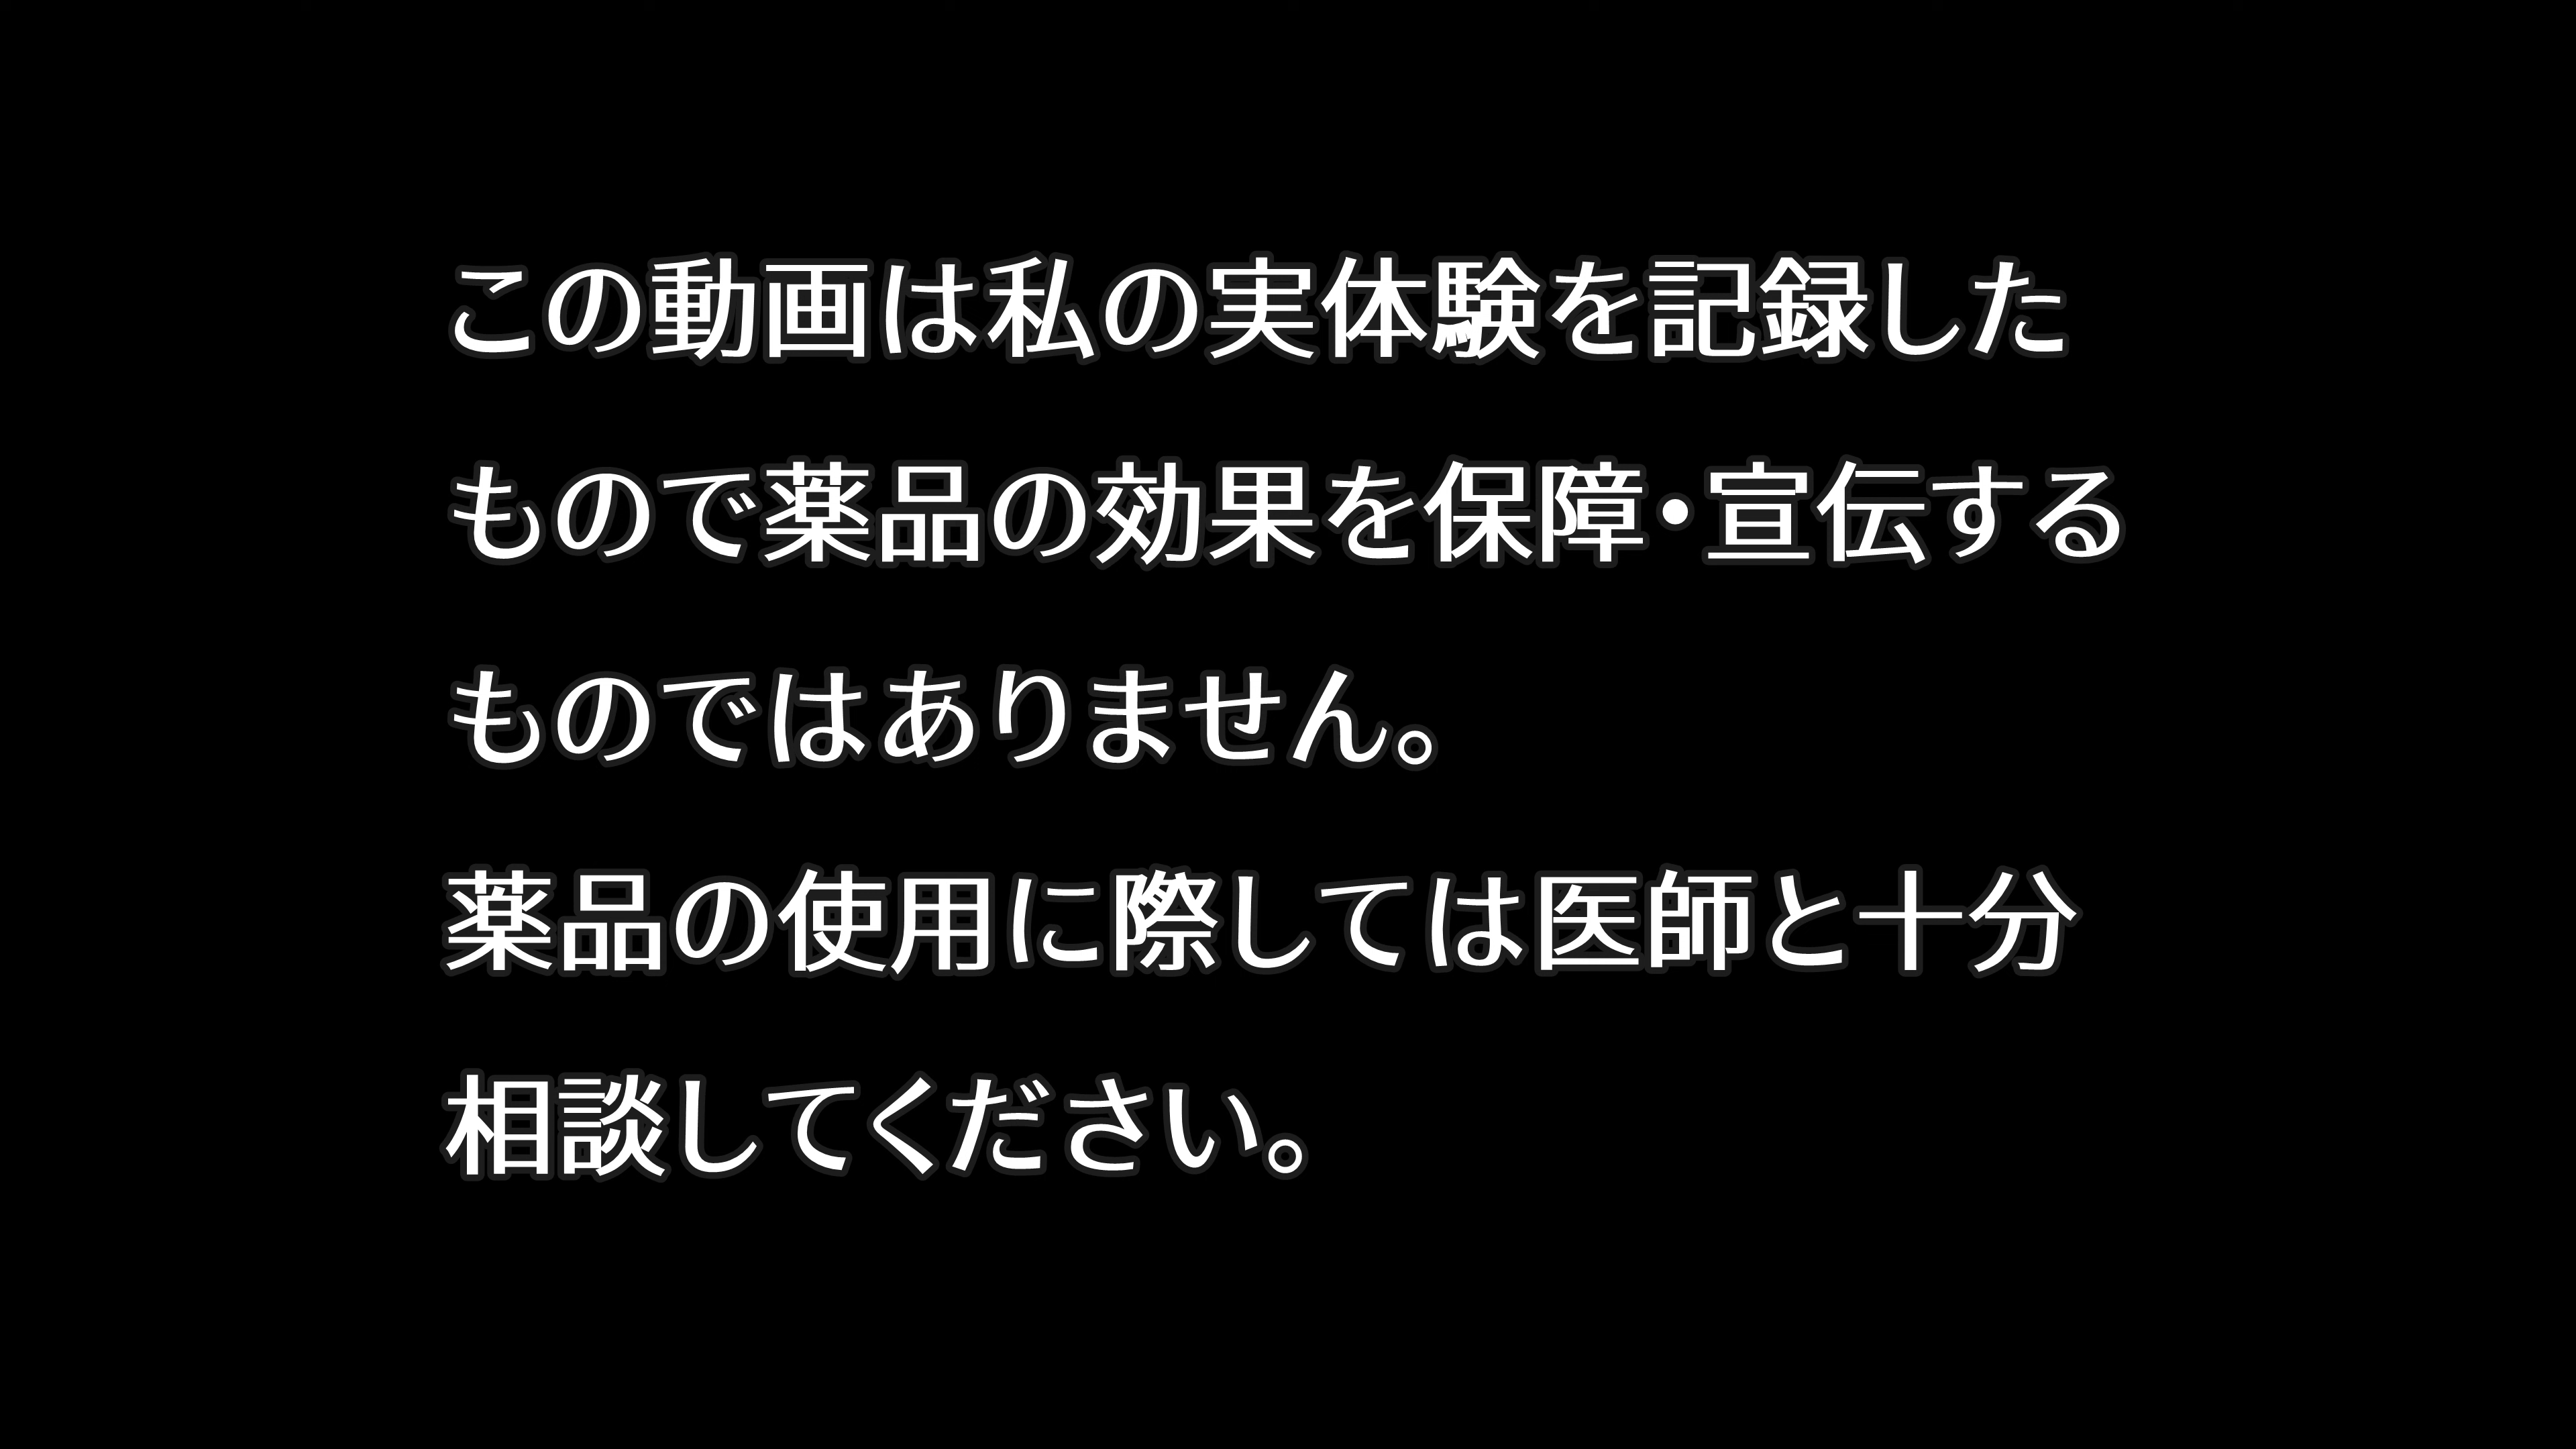 この動画は私の実体験を記録した
もので薬品の効果を保障・宣伝する
ものではありません。
薬品の使用に際しては医師と十分
相談してください。